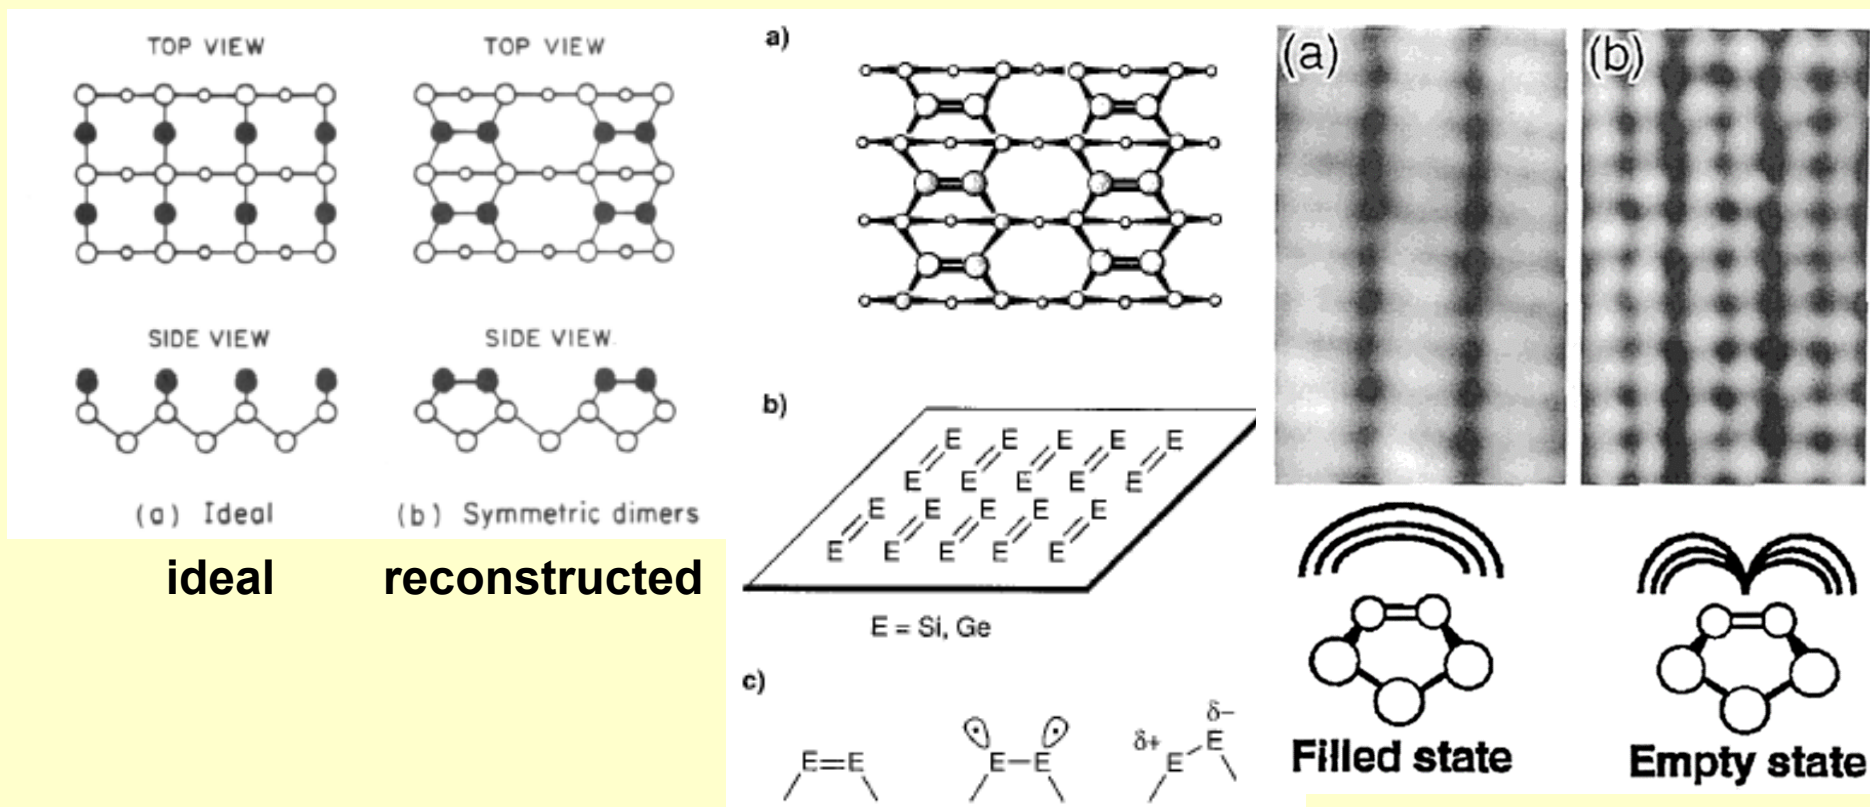 TOP VIEW
TOP VIEW
SIDE VIEW
SIDE VIEW
(a) Ideal
(b) Symmetric dimers
ideal
reconstructed
a)
b)
E E E E E
E E E E E
E E E E E
E E E E E
E = Si, Ge
c)
E=E
E–E
δ+ E E δ–
(a)
(b)
Filled state
Empty state